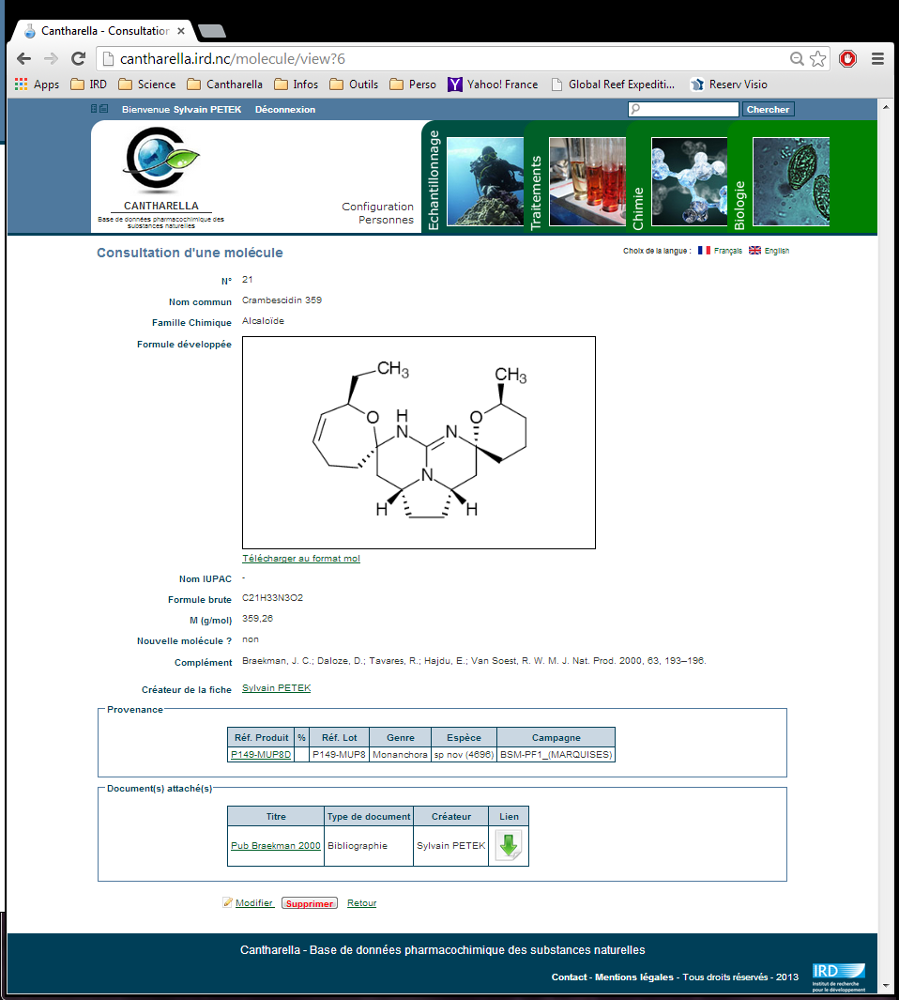 Cantharella - Consultation
cantharella.ird.nc/molecule/view?6
Apps IRD Science Cantharella Infos Outils Perso Yahoo! France Global Reef Expediti... Reserv Visio
Bienvenue Sylvain PETEK Déconnexion Chercher
CANTHARELLA
Base de données pharmacochimique des
substances naturelles
Configuration
Personnes
Echantillonnage
Traitements
Chimie
Biologie
Consultation d'une molécule
Choix de la langue : Français English
N° 21
Nom commun Crambescidin 359
Famille Chimique Alcaloïde
Formule développée
CH3
CH3
O
H
N
N
O
N
H
H
Télécharger au format mol
Nom IUPAC -
Formule brute C21H33N3O2
M (g/mol) 359,26
Nouvelle molécule ? non
Complément Braekman, J. C.; Daloze, D.; Tavares, R.; Hajdu, E.; Van Soest, R. W. M. J. Nat. Prod. 2000, 63, 193–196.
Créateur de la fiche Sylvain PETEK
Provenance
Réf. Produit % Réf. Lot Genre Espèce Campagne
P149-MUP8D P149-MUP8 Monanchora sp nov (4696) BSM-PF1_(MARQUISES)
Document(s) attaché(s)
Titre Type de document Créateur Lien
Pub Braekman 2000 Bibliographie Sylvain PETEK
Modifier Supprimer Retour
Cantharella - Base de données pharmacochimique des substances naturelles
Contact - Mentions légales - Tous droits réservés - 2013
IRD
Institut de recherche
pour le développement